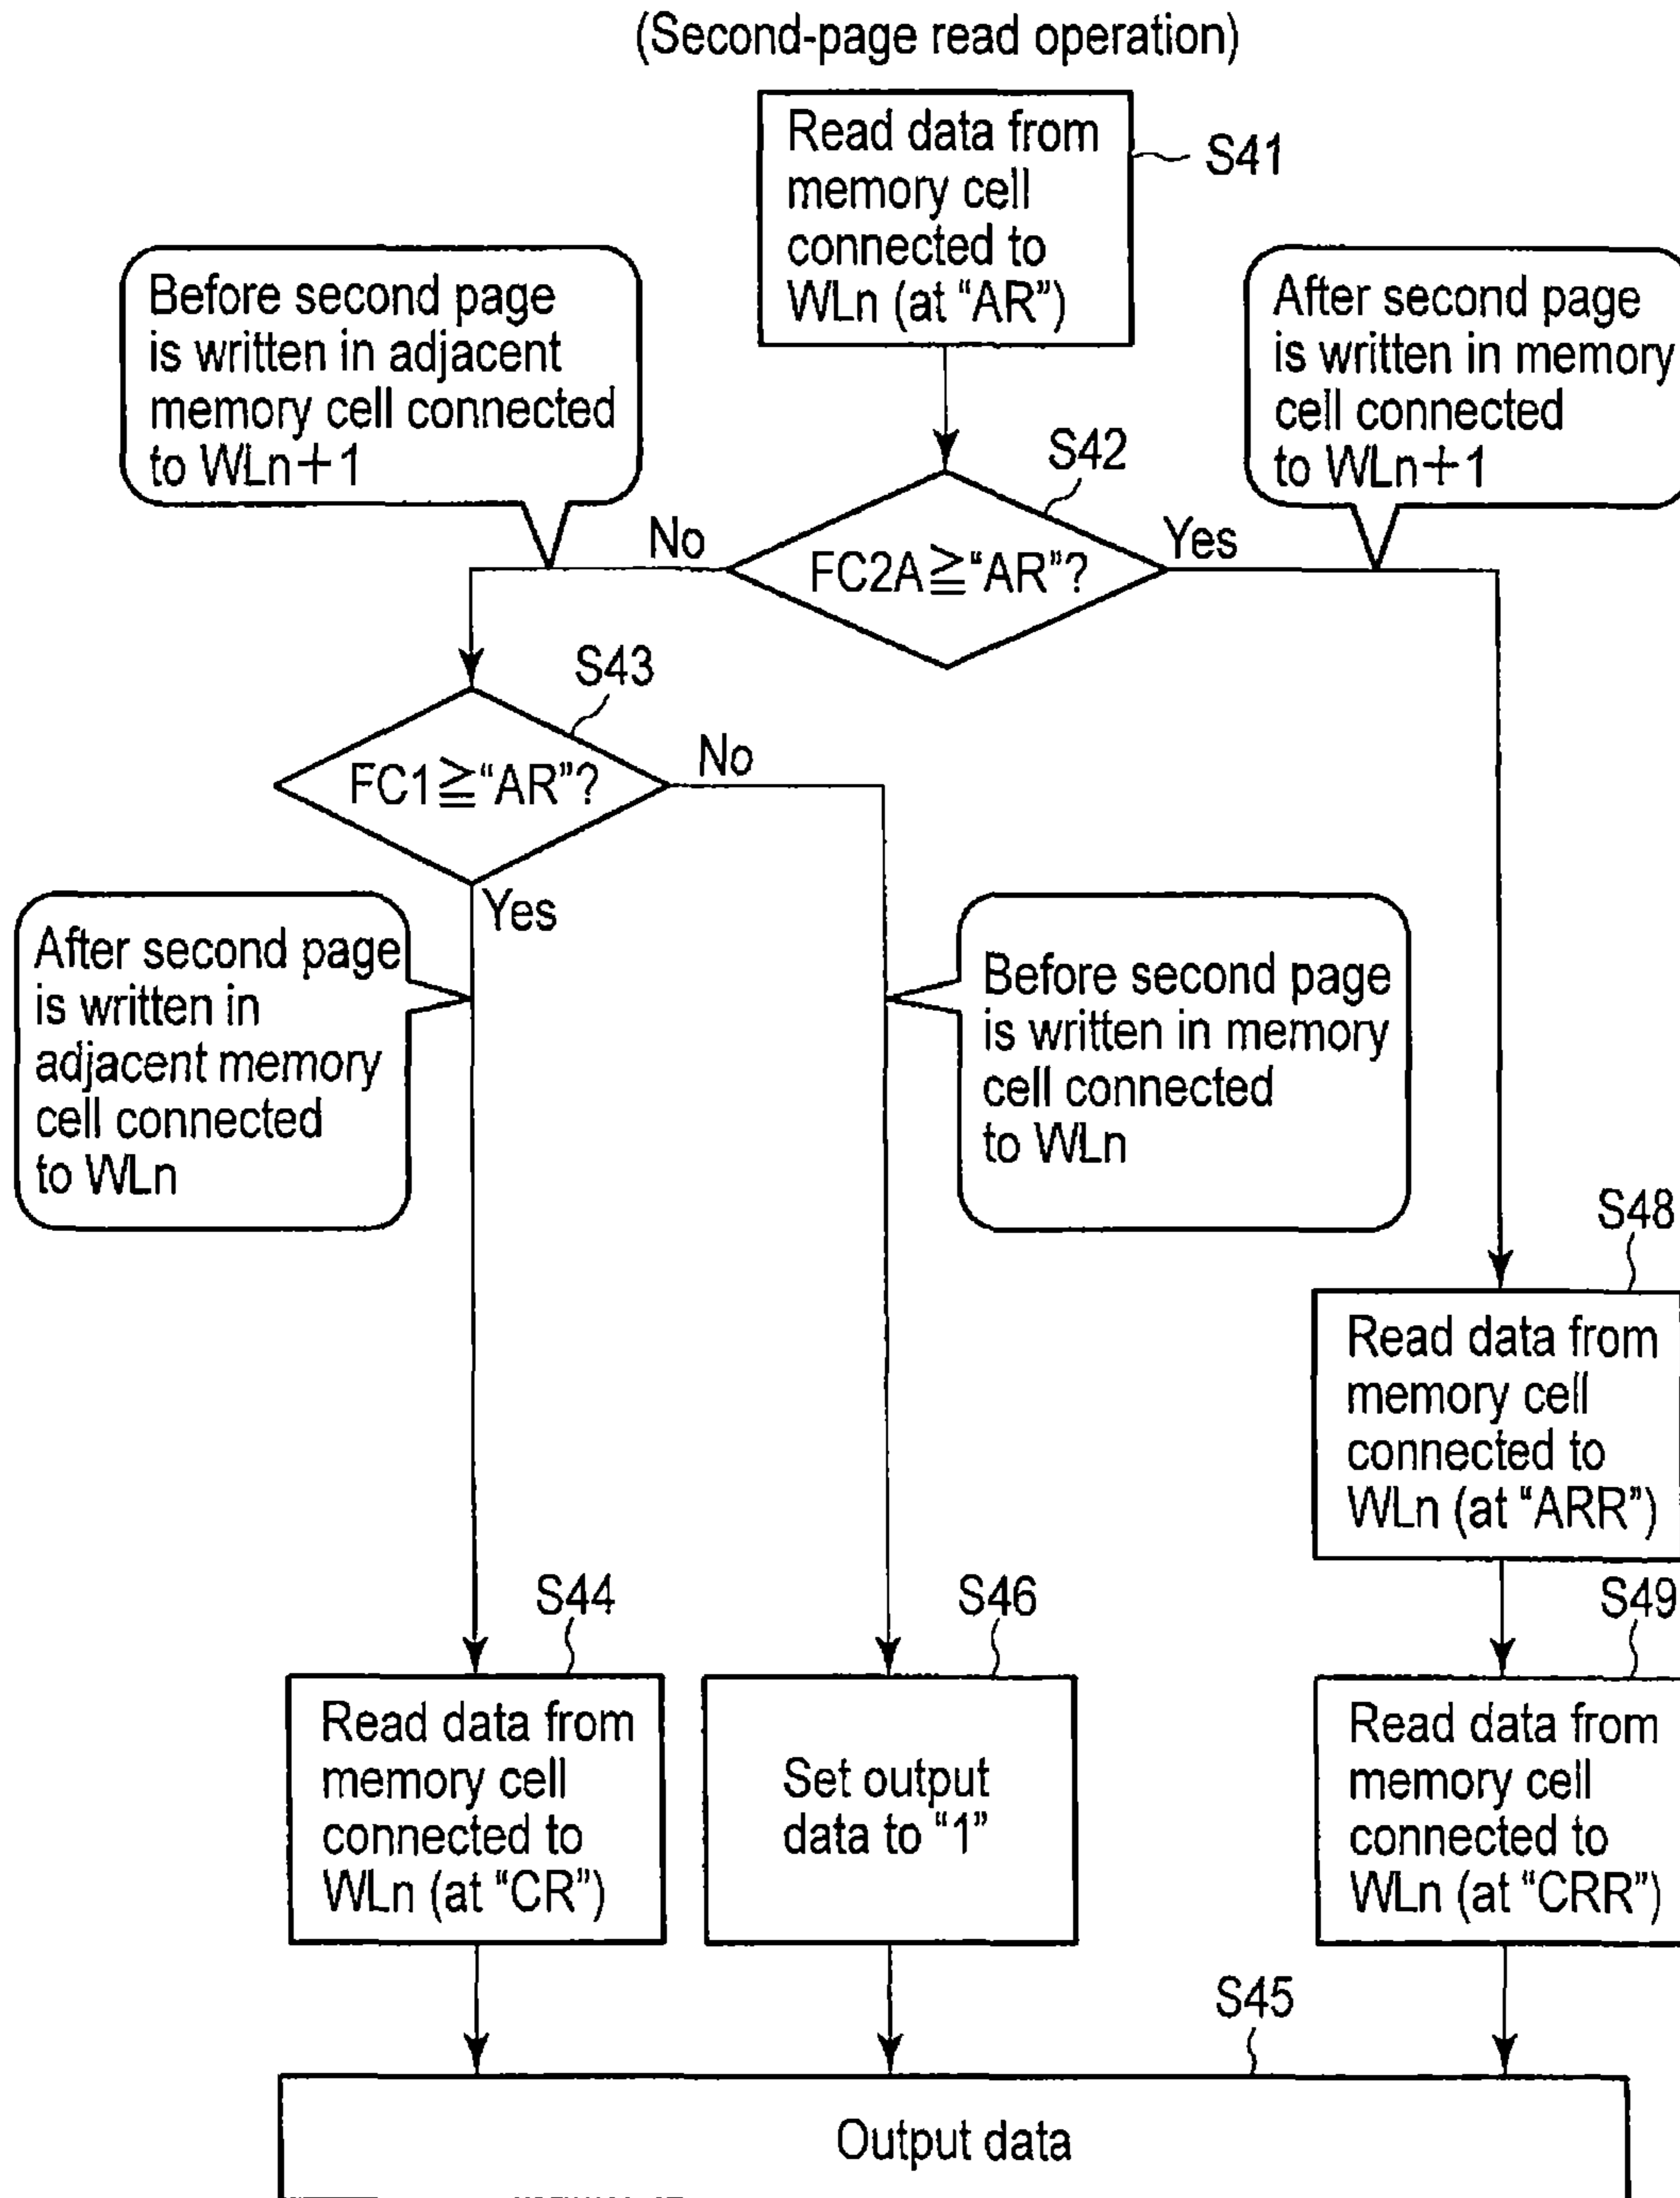 (Second-page read operation)
Read data from
memory cell
connected to
WLn (at “AR”)
S41
Before second page
is written in adjacent
memory cell connected
to WLn+1
After second page
is written in memory
cell connected
to WLn+1
S42
No
FC2A≧“AR”?
Yes
S43
FC1≧“AR”?
No
Yes
After second page
is written in
adjacent memory
cell connected
to WLn
Before second page
is written in memory
cell connected
to WLn
S48
Read data from
memory cell
connected to
WLn (at “ARR”)
S44
Read data from
memory cell
connected to
WLn (at “CR”)
S46
Set output
data to “1”
S49
Read data from
memory cell
connected to
WLn (at “CRR”)
S45
Output data